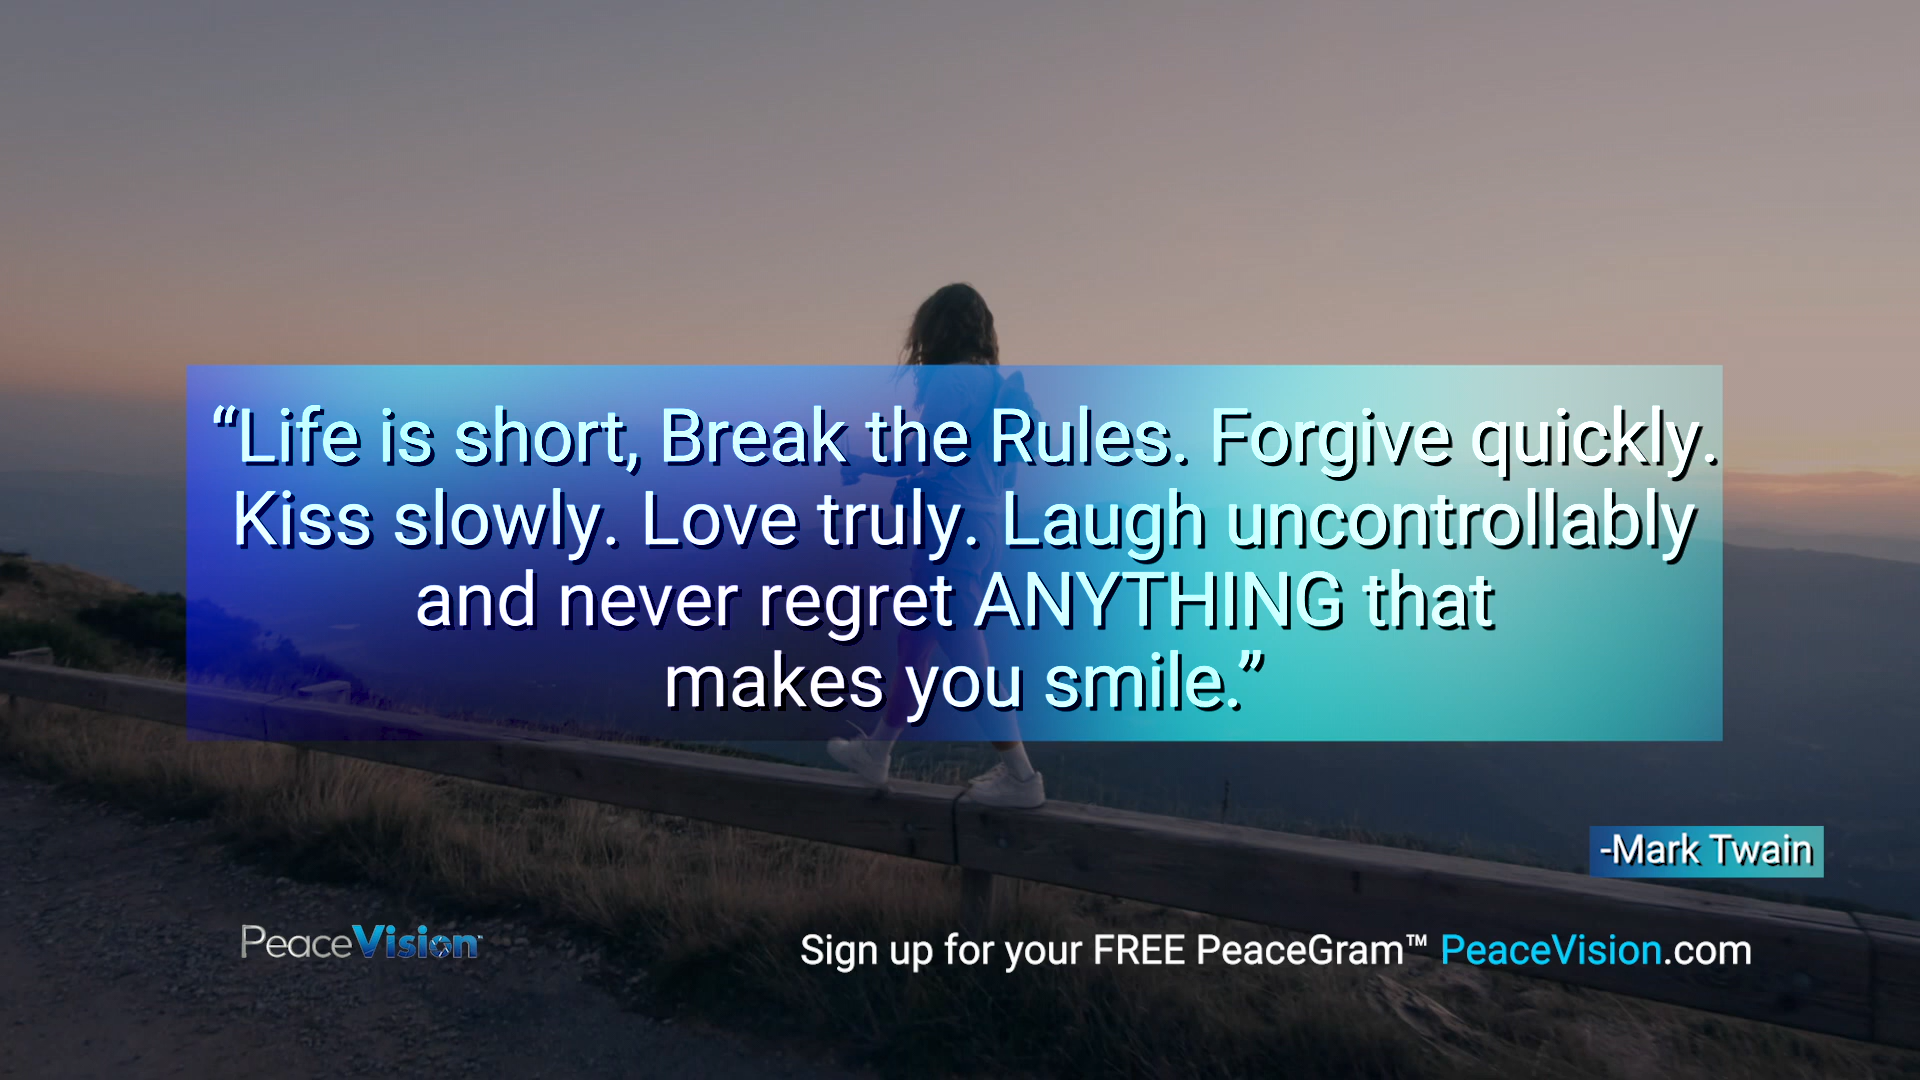 “Life is short, Break the Rules. Forgive quickly.
Kiss slowly. Love truly. Laugh uncontrollably
and never regret ANYTHING that
makes you smile.”
-Mark Twain
PeaceVision™
Sign up for your FREE PeaceGram™ PeaceVision.com